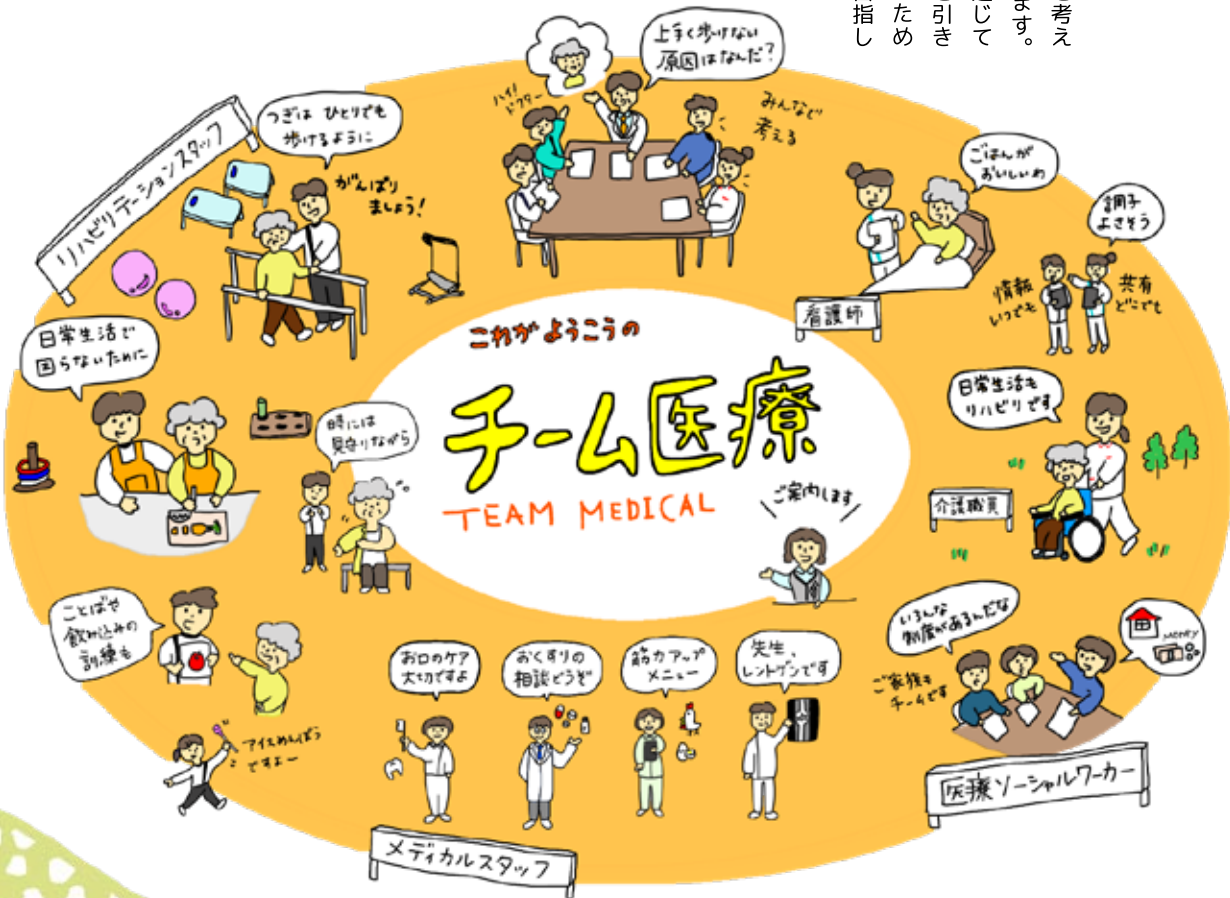 考え
ます。
じて
引き
ため
指し
上手く歩けない
原因はなんだ？
ハイ！
ドクター
みんなで
考える
リハビリテーションスタッフ
つぎは ひとりでも
歩けるように
がんばり
ましょう！
ごはんが
おいしいわ
調子
よさそう
情報
いつでも
共有
どこでも
看護師
これが ようこうの
チーム医療
TEAM MEDICAL
ご案内します
日常生活で
困らないために
時には
見守りながら
日常生活も
リハビリです
介護職員
ことばや
飲み込みの
訓練も
アイスめんぼう
ですよー
お口のケア
大切ですよ
おくすりの
相談どうぞ
筋力アップ
メニュー
先生、
レントゲンです
メディカルスタッフ
いろんな
制度があるんだな
MONEY
ご家族も
チームです
医療ソーシャルワーカー